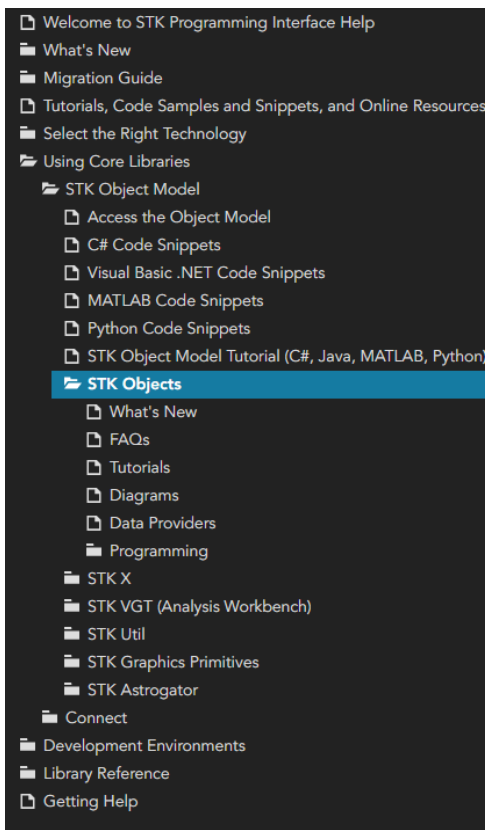 Welcome to STK Programming Interface Help
What's New
Migration Guide
Tutorials, Code Samples and Snippets, and Online Resources
Select the Right Technology
Using Core Libraries
STK Object Model
Access the Object Model
C# Code Snippets
Visual Basic .NET Code Snippets
MATLAB Code Snippets
Python Code Snippets
STK Object Model Tutorial (C#, Java, MATLAB, Python)
STK Objects
What's New
FAQs
Tutorials
Diagrams
Data Providers
Programming
STK X
STK VGT (Analysis Workbench)
STK Util
STK Graphics Primitives
STK Astrogator
Connect
Development Environments
Library Reference
Getting Help